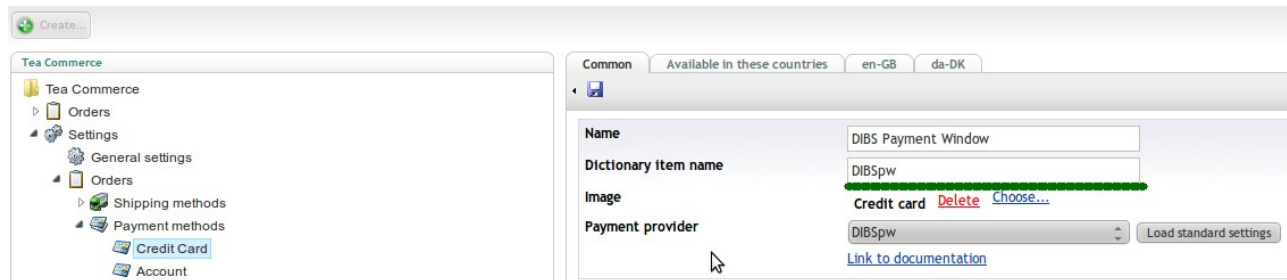 Create...
Tea Commerce
Tea Commerce
Orders
Settings
General settings
Orders
Shipping methods
Payment methods
Credit Card
Account
Common Available in these countries en-GB da-DK
Name DIBS Payment Window
Dictionary item name DIBSpw
Image Credit card Delete Choose...
Payment provider DIBSpw Load standard settings
Link to documentation